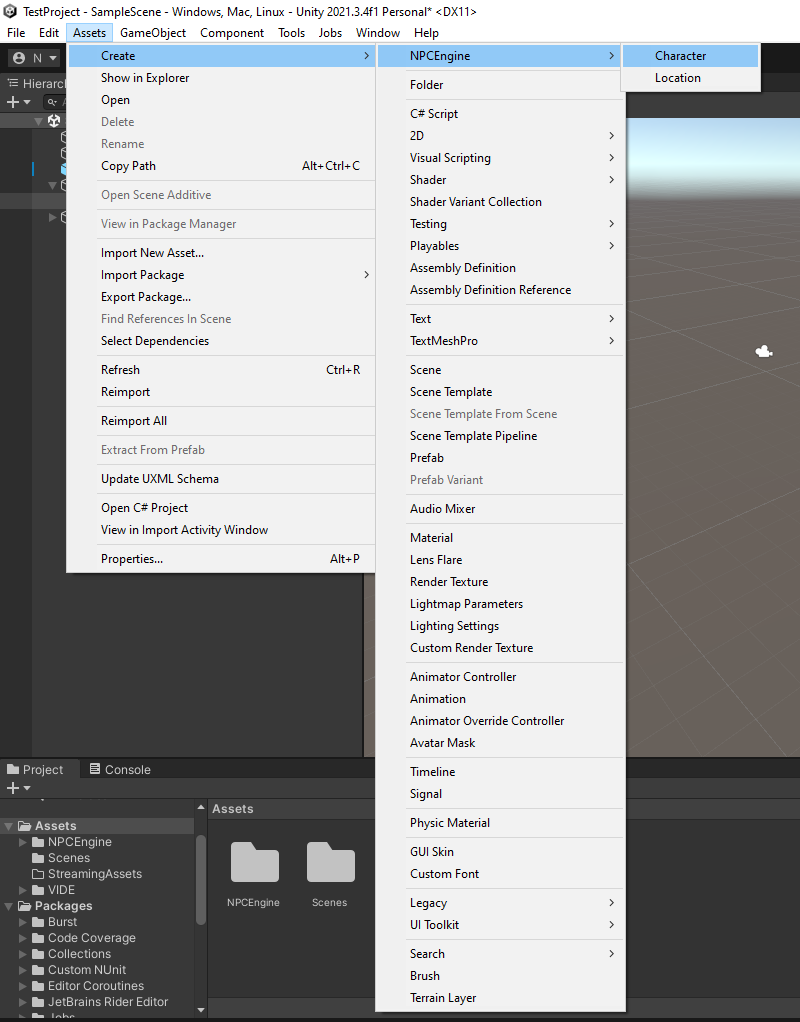 TestProject - SampleScene - Windows, Mac, Linux - Unity 2021.3.4f1 Personal* <DX11>
File Edit Assets GameObject Component Tools Jobs Window Help
N
Hierarch
Create
Show in Explorer
Open
Delete
Rename
Copy Path Alt+Ctrl+C
Open Scene Additive
View in Package Manager
Import New Asset...
Import Package
Export Package...
Find References In Scene
Select Dependencies
Refresh Ctrl+R
Reimport
Reimport All
Extract From Prefab
Update UXML Schema
Open C# Project
View in Import Activity Window
Properties... Alt+P
NPCEngine
Folder
C# Script
2D
Visual Scripting
Shader
Shader Variant Collection
Testing
Playables
Assembly Definition
Assembly Definition Reference
Text
TextMeshPro
Scene
Scene Template
Scene Template From Scene
Scene Template Pipeline
Prefab
Prefab Variant
Audio Mixer
Material
Lens Flare
Render Texture
Lightmap Parameters
Lighting Settings
Custom Render Texture
Animator Controller
Animation
Animator Override Controller
Avatar Mask
Timeline
Signal
Physic Material
GUI Skin
Custom Font
Legacy
UI Toolkit
Search
Brush
Terrain Layer
Character
Location
Project Console
Assets
NPCEngine
Scenes
StreamingAssets
VIDE
Packages
Burst
Code Coverage
Collections
Custom NUnit
Editor Coroutines
JetBrains Rider Editor
Assets
NPCEngine Scenes